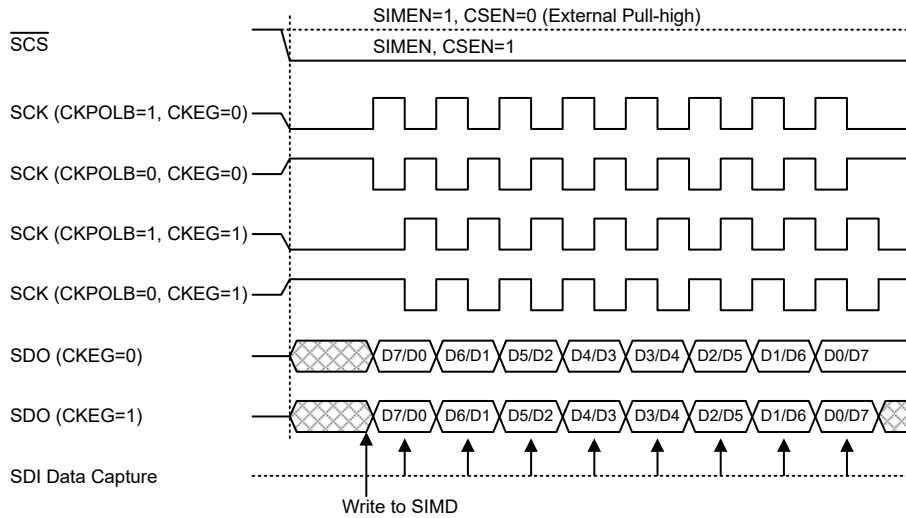 SIMEN=1, CSEN=0 (External Pull-high)
SCS
SIMEN, CSEN=1
SCK (CKPOLB=1, CKEG=0)
SCK (CKPOLB=0, CKEG=0)
SCK (CKPOLB=1, CKEG=1)
SCK (CKPOLB=0, CKEG=1)
SDO (CKEG=0) D7/D0 D6/D1 D5/D2 D4/D3 D3/D4 D2/D5 D1/D6 D0/D7
SDO (CKEG=1) D7/D0 D6/D1 D5/D2 D4/D3 D3/D4 D2/D5 D1/D6 D0/D7
SDI Data Capture
Write to SIMD